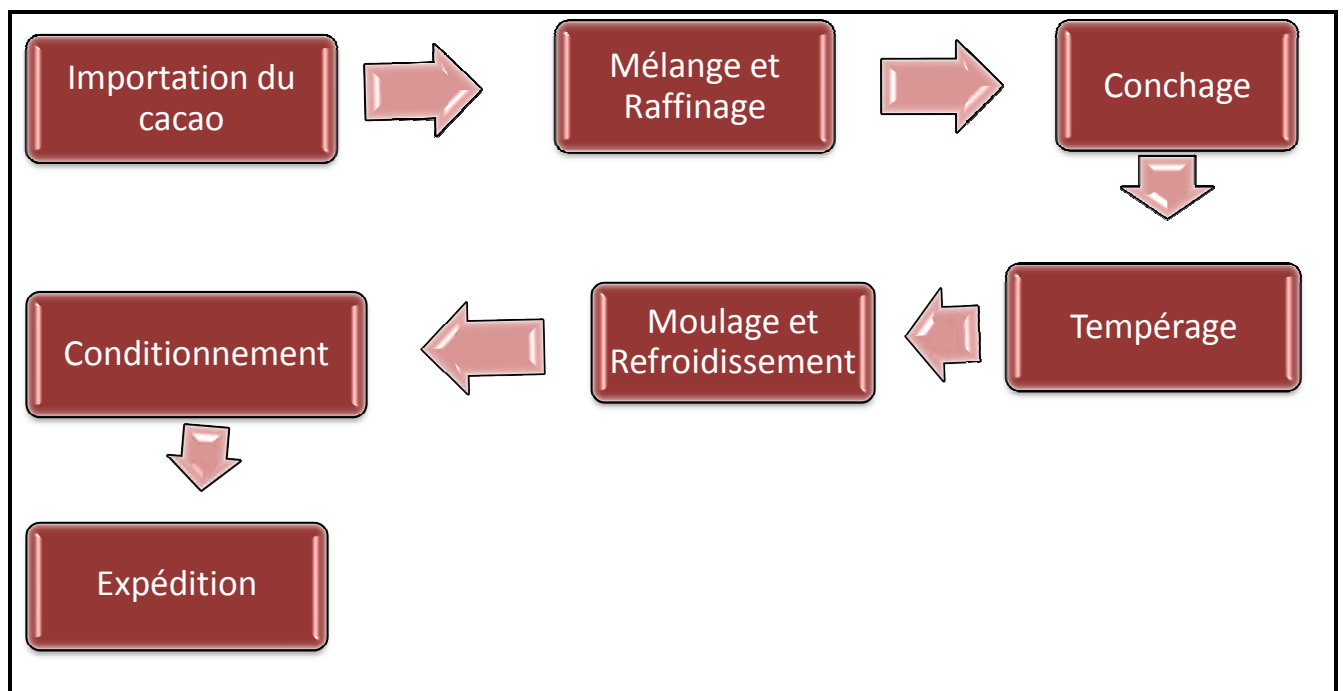 Importation du
cacao
Mélange et
Raffinage
Conchage
Tempérage
Moulage et
Refroidissement
Conditionnement
Expédition